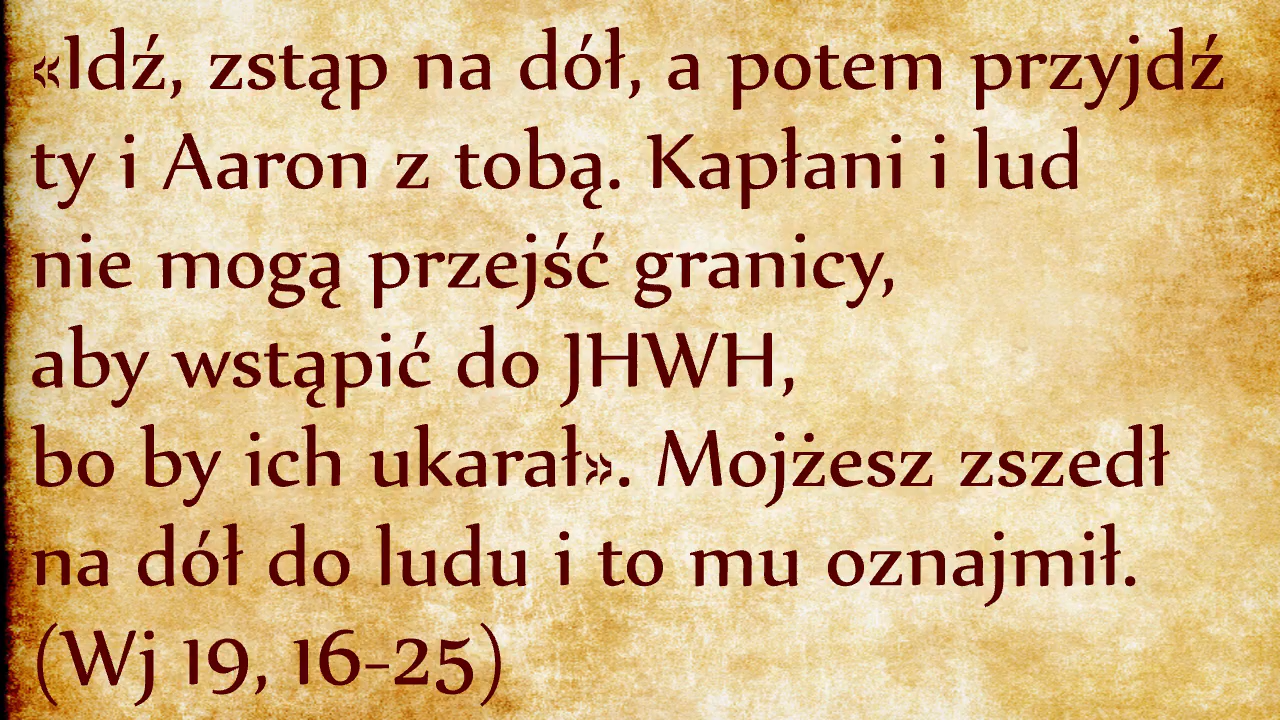 «Idź, zstąp na dół, a potem przyjdź
ty i Aaron z tobą. Kapłani i lud
nie mogą przejść granicy,
aby wstąpić do JHWH,
bo by ich ukarał». Mojżesz zszedł
na dół do ludu i to mu oznajmił.
(Wj 19, 16-25)